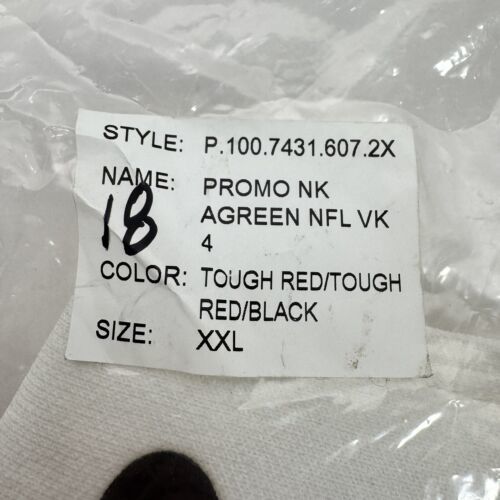 STYLE: P.100.7431.607.2X
NAME: PROMO NK
18 AGREEN NFL VK
4
COLOR: TOUGH RED/TOUGH
RED/BLACK
SIZE: XXL